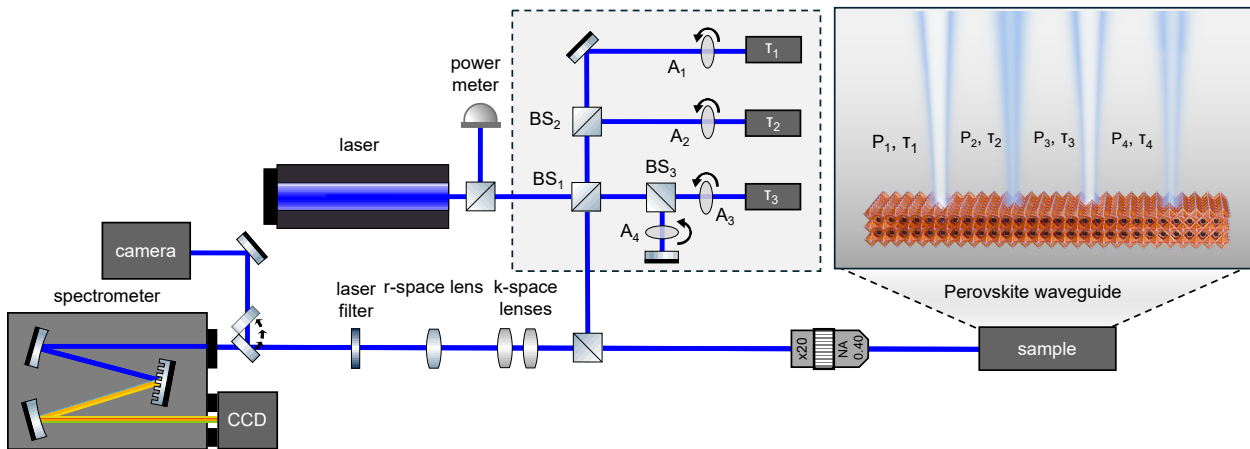 power
meter
laser
BS₂
BS₁
BS₃
A₁
A₂
A₃
A₄
τ₁
τ₂
τ₃
P₁, τ₁
P₂, τ₂
P₃, τ₃
P₄, τ₄
Perovskite waveguide
camera
spectrometer
laser
filter
r-space lens
k-space
lenses
x20
NA
0.40
sample
CCD